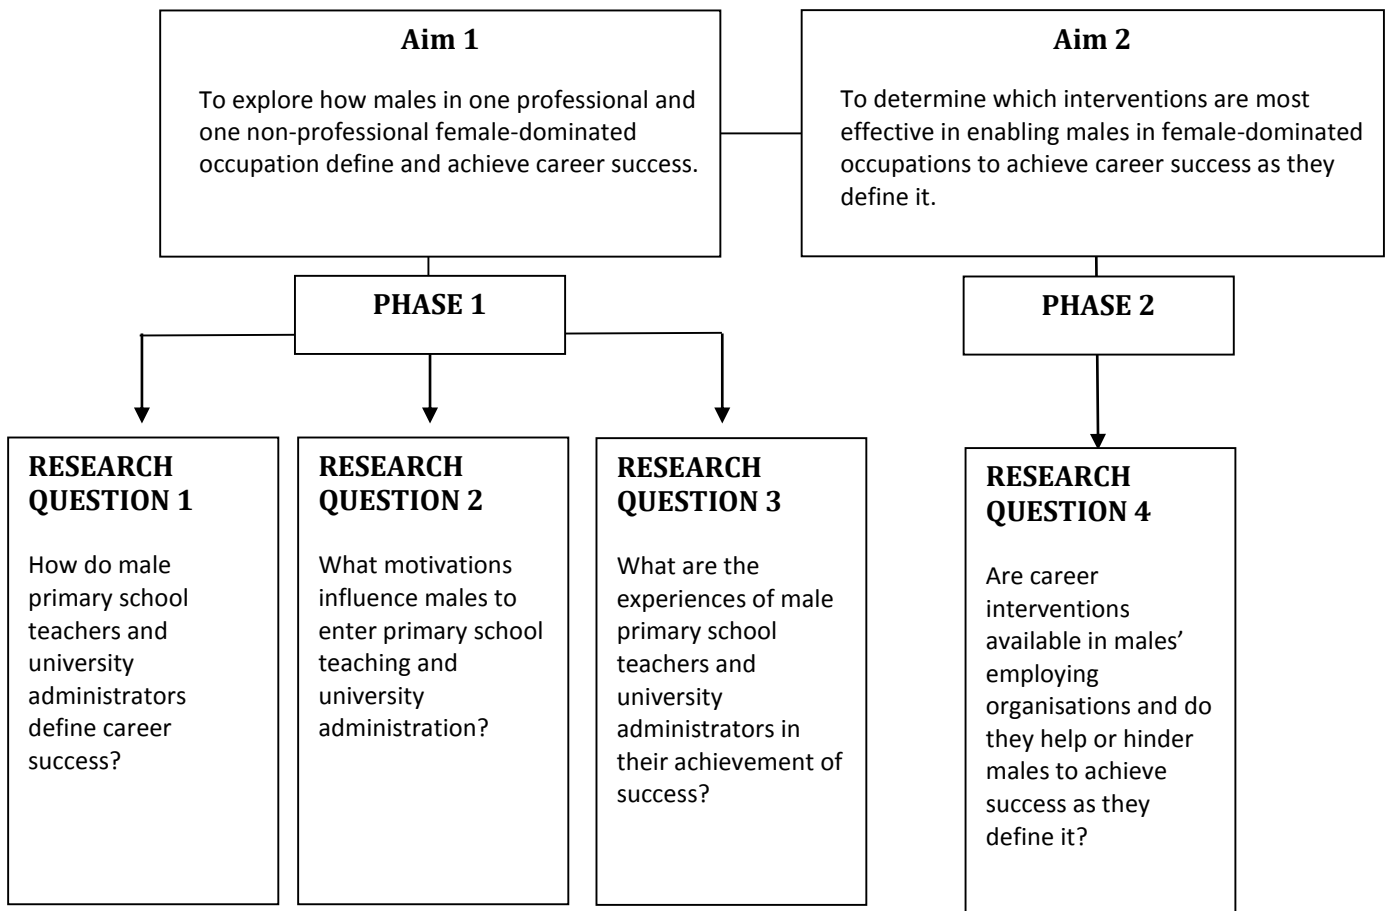 Aim 1
To explore how males in one professional and
one non-professional female-dominated
occupation define and achieve career success.
Aim 2
To determine which interventions are most
effective in enabling males in female-dominated
occupations to achieve career success as they
define it.
PHASE 1
PHASE 2
RESEARCH
QUESTION 1
How do male
primary school
teachers and
university
administrators
define career
success?
RESEARCH
QUESTION 2
What motivations
influence males to
enter primary school
teaching and
university
administration?
RESEARCH
QUESTION 3
What are the
experiences of male
primary school
teachers and
university
administrators in
their achievement of
success?
RESEARCH
QUESTION 4
Are career
interventions
available in males’
employing
organisations and do
they help or hinder
males to achieve
success as they
define it?